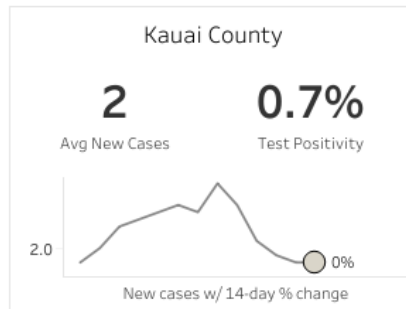 Kauai County
2 0.7%
Avg New Cases Test Positivity
2.0
0%
New cases w/ 14-day % change